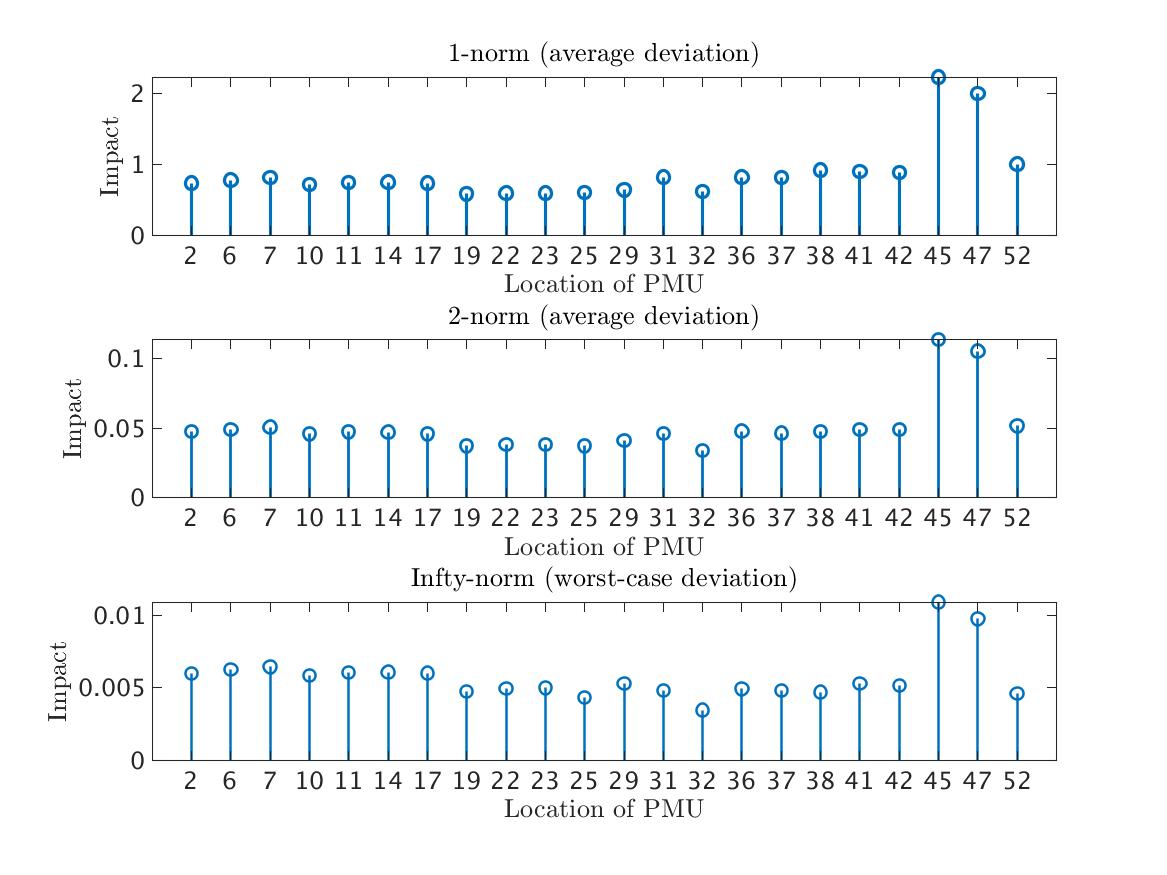 1-norm (average deviation)
2
1
0
Impact
2 6 7 10 11 14 17 19 22 23 25 29 31 32 36 37 38 41 42 45 47 52
Location of PMU
2-norm (average deviation)
0.1
0.05
0
Impact
2 6 7 10 11 14 17 19 22 23 25 29 31 32 36 37 38 41 42 45 47 52
Location of PMU
Infty-norm (worst-case deviation)
0.01
0.005
0
Impact
2 6 7 10 11 14 17 19 22 23 25 29 31 32 36 37 38 41 42 45 47 52
Location of PMU